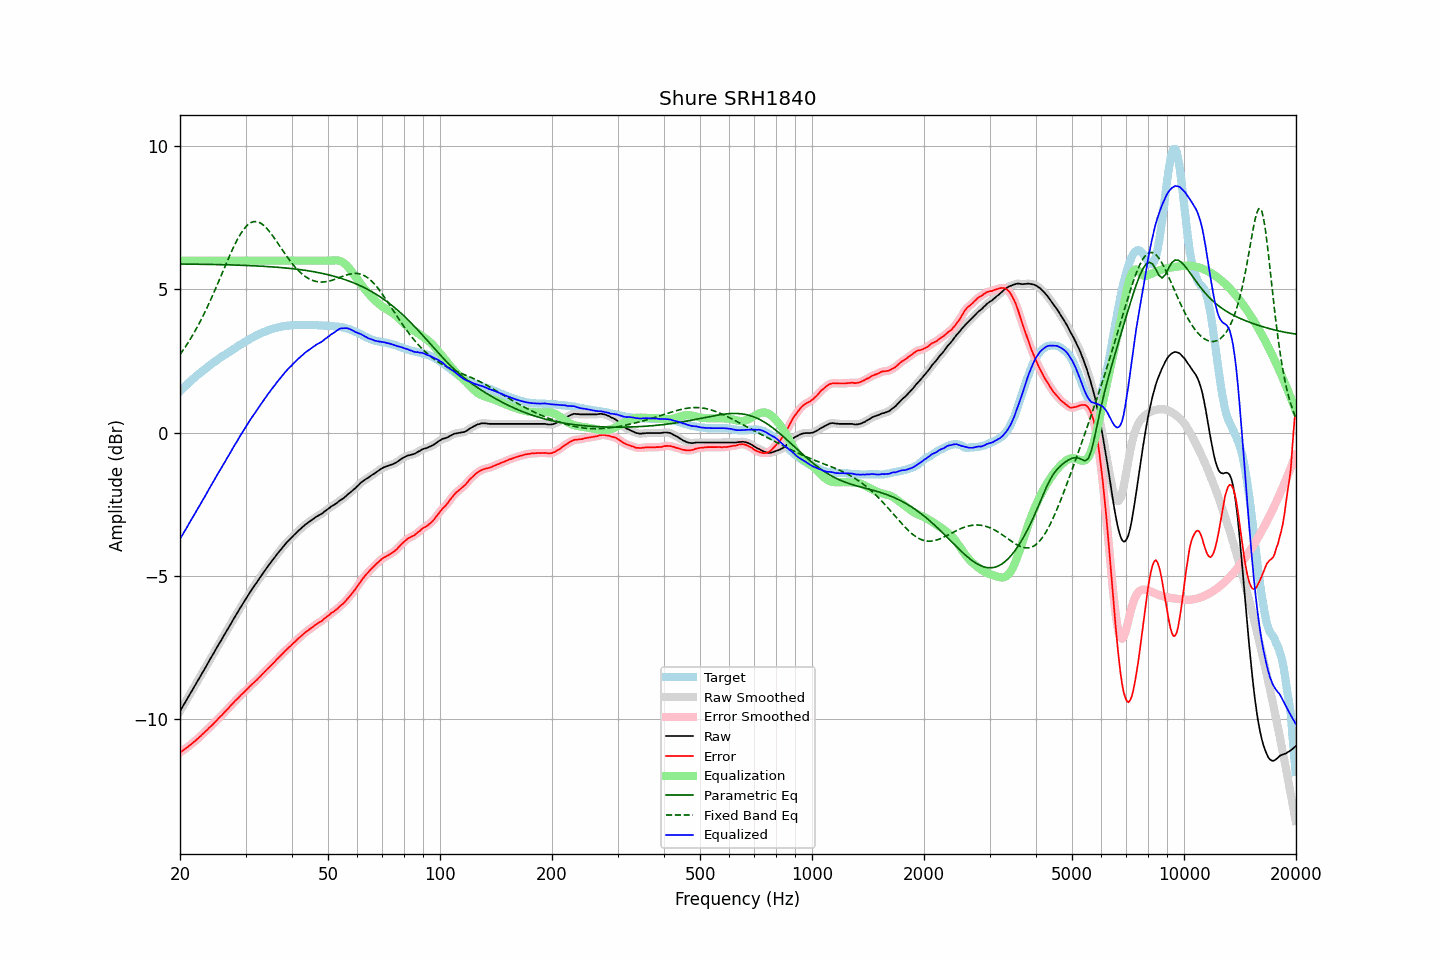 Shure SRH1840
Amplitude (dBr)
10
5
0
−5
−10
Target
Raw Smoothed
Error Smoothed
Raw
Error
Equalization
Parametric Eq
Fixed Band Eq
Equalized
20 50 100 200 500 1000 2000 5000 10000 20000
Frequency (Hz)